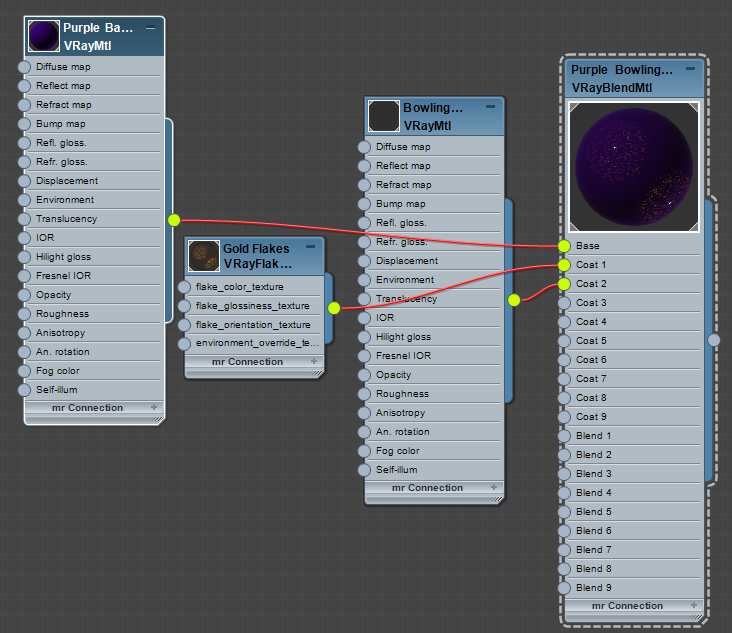 Purple Ba...
VRayMtl
Diffuse map
Reflect map
Refract map
Bump map
Refl. gloss.
Refr. gloss.
Displacement
Environment
Translucency
IOR
Hilight gloss
Fresnel IOR
Opacity
Roughness
Anisotropy
An. rotation
Fog color
Self-illum
mr Connection
Gold Flakes
VRayFlak...
flake_color_texture
flake_glossiness_texture
flake_orientation_texture
environment_override_te...
mr Connection
Bowling...
VRayMtl
Diffuse map
Reflect map
Refract map
Bump map
Refl. gloss.
Refr. gloss.
Displacement
Environment
Translucency
IOR
Hilight gloss
Fresnel IOR
Opacity
Roughness
Anisotropy
An. rotation
Fog color
Self-illum
mr Connection
Purple Bowling...
VRayBlendMtl
Base
Coat 1
Coat 2
Coat 3
Coat 4
Coat 5
Coat 6
Coat 7
Coat 8
Coat 9
Blend 1
Blend 2
Blend 3
Blend 4
Blend 5
Blend 6
Blend 7
Blend 8
Blend 9
mr Connection